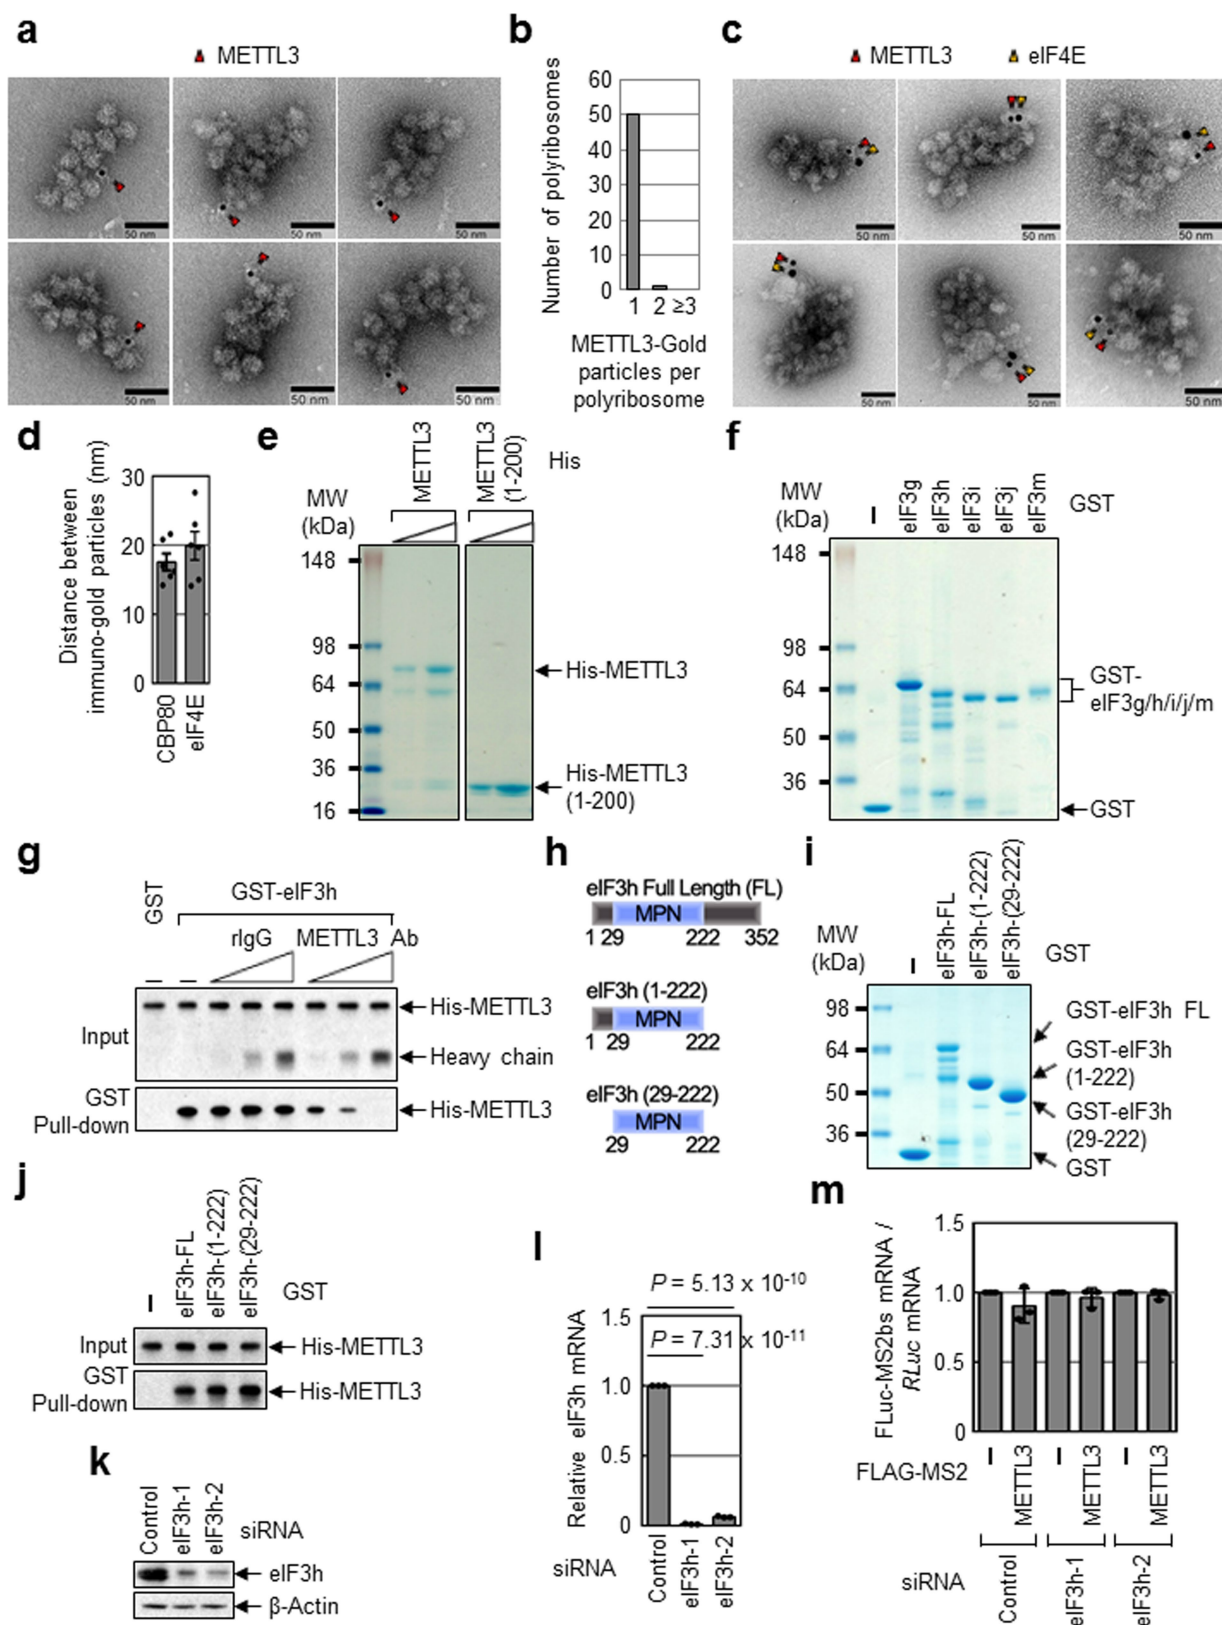 a
METTL3
50 nm
50 nm
50 nm
50 nm
50 nm
50 nm
b
Number of polyribosomes
60
50
40
30
20
10
0
1 2 ≥3
METTL3-Gold
particles per
polyribosome
c
METTL3 eIF4E
50 nm
50 nm
50 nm
50 nm
50 nm
50 nm
d
Distance between
immuno-gold particles (nm)
30
20
10
0
CBP80
eIF4E
e
MW
(kDa)
METTL3
METTL3
(1-200)
His
148
98
64
50
36
16
His-METTL3
His-METTL3
(1-200)
f
MW
(kDa)
–
eIF3g
eIF3h
eIF3i
eIF3j
eIF3m
GST
148
98
64
50
36
GST-
eIF3g/h/i/j/m
GST
g
GST
GST-eIF3h
rIgG METTL3 Ab
– –
Input
His-METTL3
Heavy chain
GST
Pull-down
His-METTL3
h
eIF3h Full Length (FL)
MPN
1 29 222 352
eIF3h (1-222)
MPN
1 29 222
eIF3h (29-222)
MPN
29 222
i
MW
(kDa)
–
eIF3h-FL
eIF3h-(1-222)
eIF3h-(29-222)
GST
98
64
50
36
GST-eIF3h FL
GST-eIF3h
(1-222)
GST-eIF3h
(29-222)
GST
j
–
eIF3h-FL
eIF3h-(1-222)
eIF3h-(29-222)
GST
Input
His-METTL3
GST
Pull-down
His-METTL3
k
Control
eIF3h-1
eIF3h-2
siRNA
eIF3h
β-Actin
l
P = 5.13 x 10⁻¹⁰
P = 7.31 x 10⁻¹¹
Relative eIF3h mRNA
1.5
1.0
0.5
0
siRNA
Control
eIF3h-1
eIF3h-2
m
FLuc-MS2bs mRNA /
RLuc mRNA
1.5
1.0
0.5
0
FLAG-MS2
–
METTL3
–
METTL3
–
METTL3
siRNA
Control
eIF3h-1
eIF3h-2